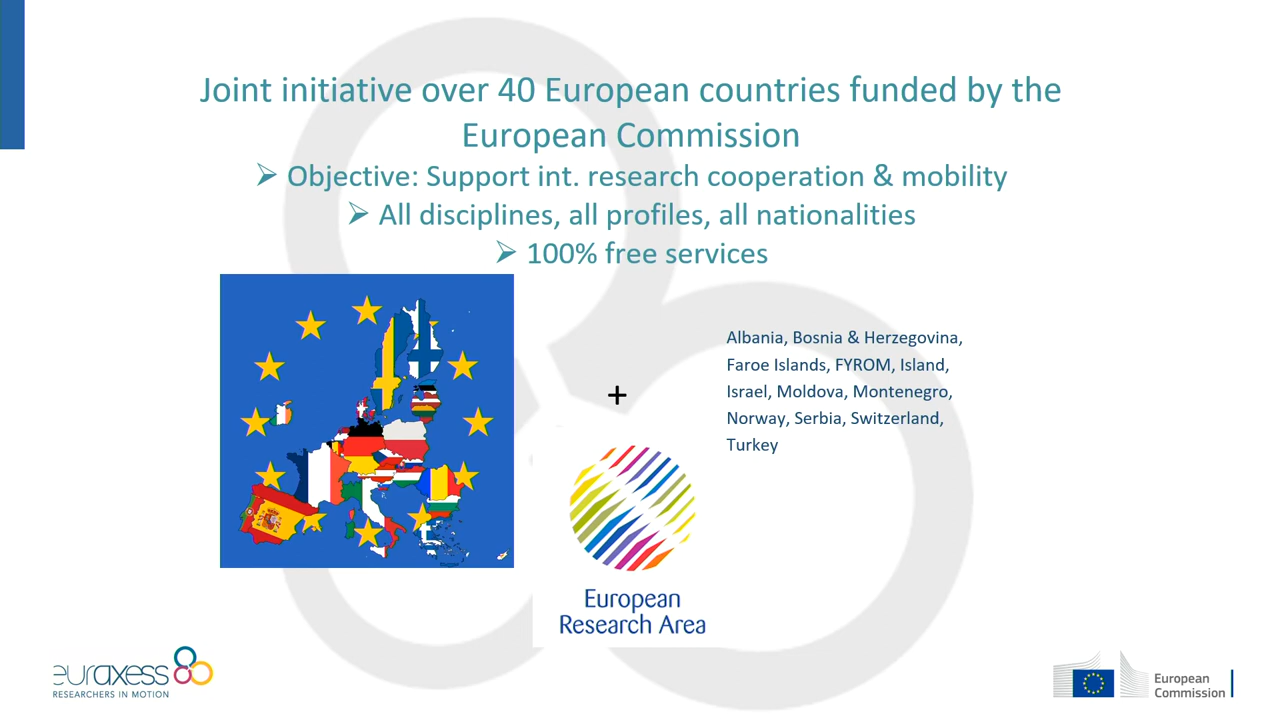 Joint initiative over 40 European countries funded by the
European Commission
➢ Objective: Support int. research cooperation & mobility
➢ All disciplines, all profiles, all nationalities
➢ 100% free services
+
Albania, Bosnia & Herzegovina,
Faroe Islands, FYROM, Island,
Israel, Moldova, Montenegro,
Norway, Serbia, Switzerland,
Turkey
European
Research Area
euraxess
RESEARCHERS IN MOTION
European
Commission